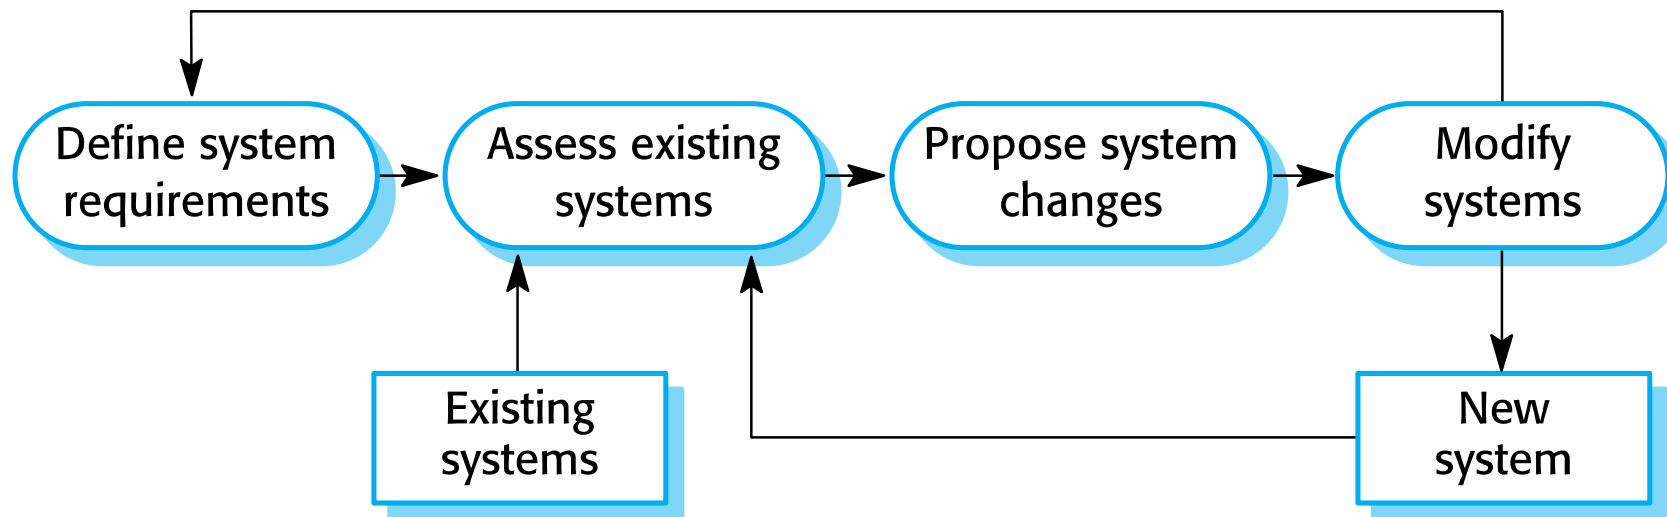 Define system
requirements
Assess existing
systems
Propose system
changes
Modify
systems
Existing
systems
New
system